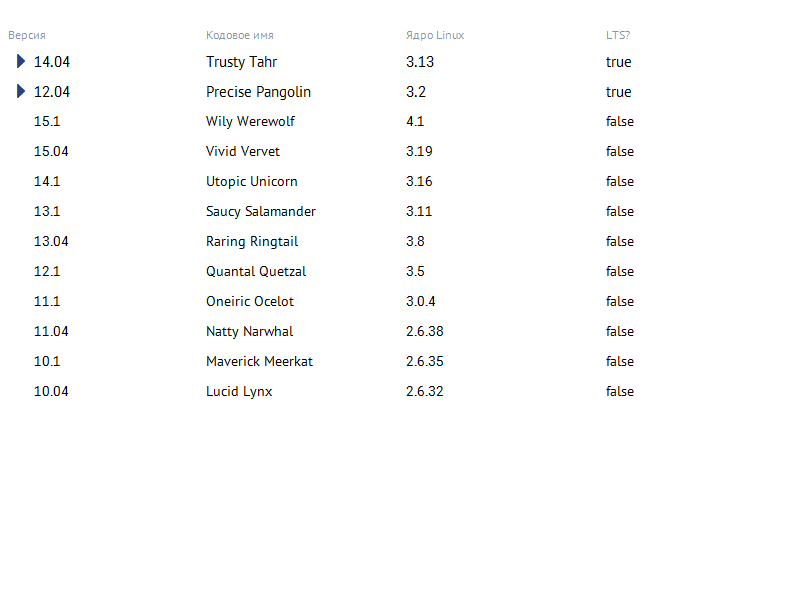 Версия Кодовое имя Ядро Linux LTS?
14.04 Trusty Tahr 3.13 true
12.04 Precise Pangolin 3.2 true
15.1 Wily Werewolf 4.1 false
15.04 Vivid Vervet 3.19 false
14.1 Utopic Unicorn 3.16 false
13.1 Saucy Salamander 3.11 false
13.04 Raring Ringtail 3.8 false
12.1 Quantal Quetzal 3.5 false
11.1 Oneiric Ocelot 3.0.4 false
11.04 Natty Narwhal 2.6.38 false
10.1 Maverick Meerkat 2.6.35 false
10.04 Lucid Lynx 2.6.32 false